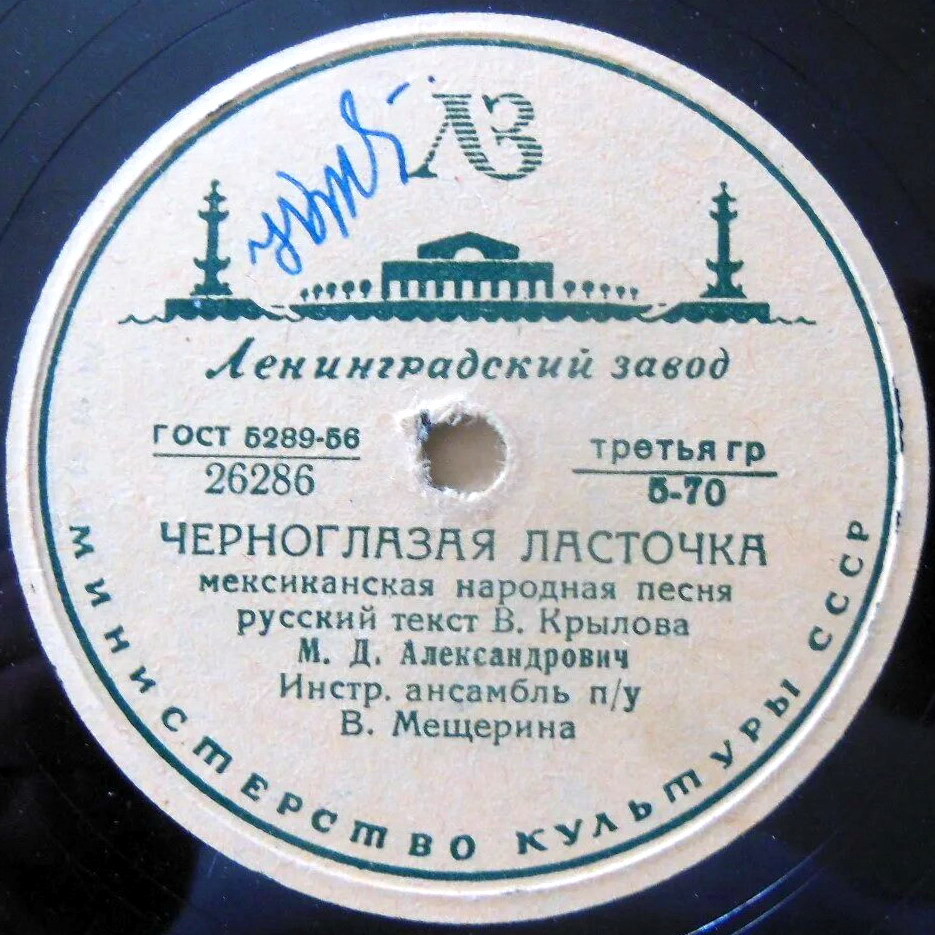 ЛЗ
Ленинградский завод
ГОСТ 5289-56
26286
третья гр
5-70
ЧЕРНОГЛАЗАЯ ЛАСТОЧКА
мексиканская народная песня
русский текст В. Крылова
М. Д. Александрович
Инстр. ансамбль п/у
В. Мещерина
МИНИСТЕРСТВО КУЛЬТУРЫ СССР